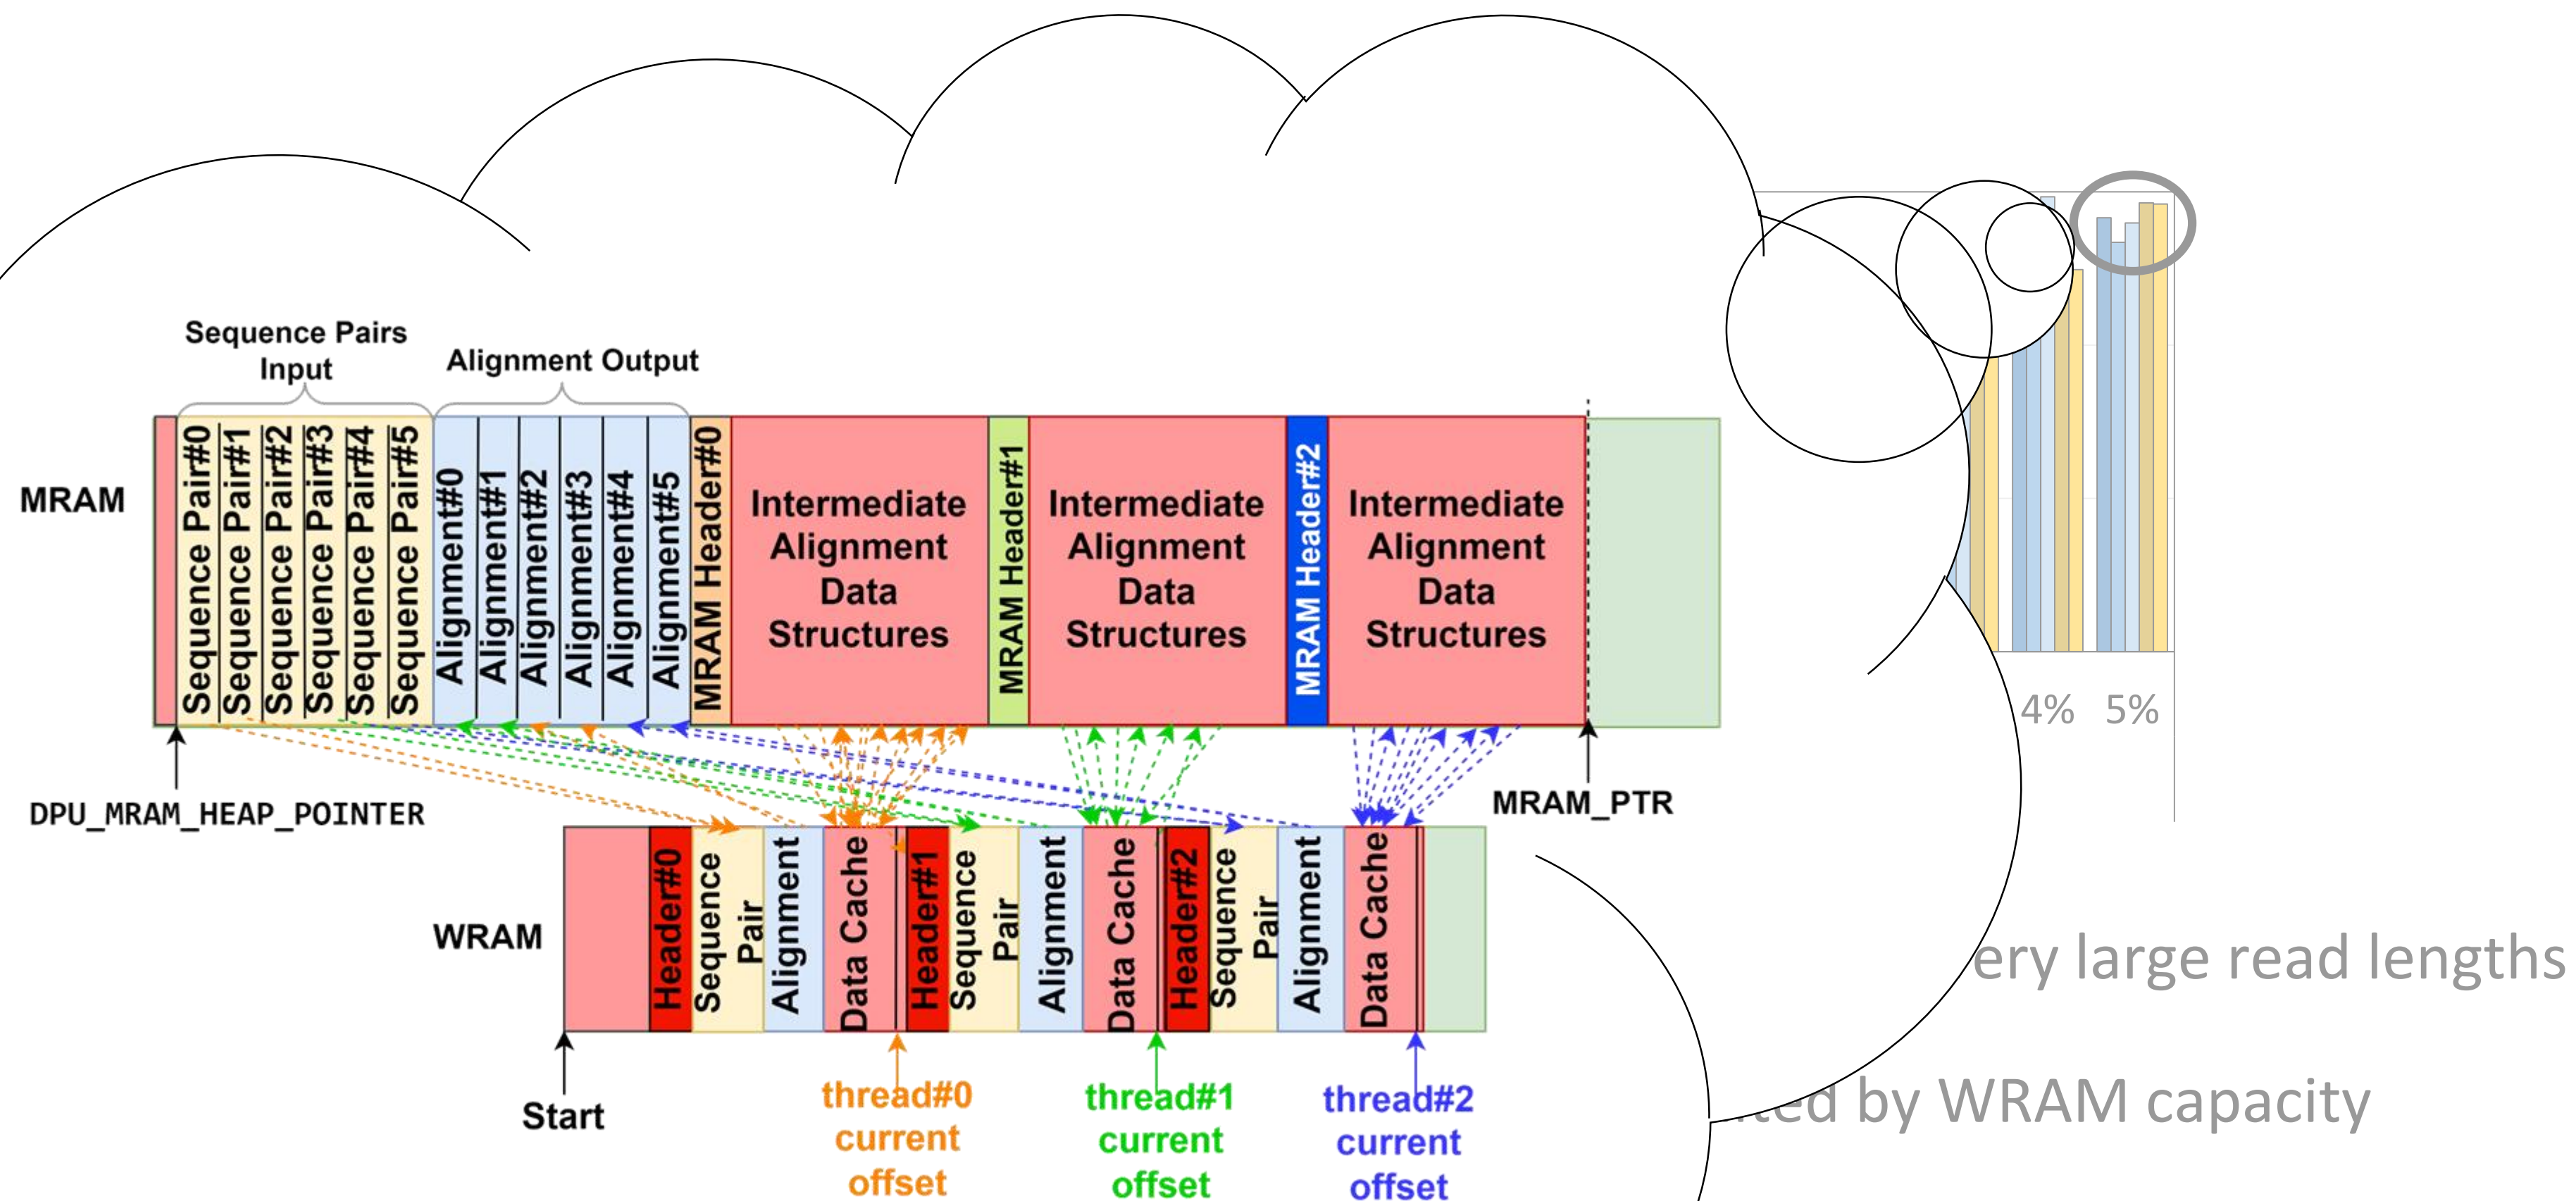 Sequence Pairs
Input
Alignment Output
MRAM
Sequence Pair#0
Sequence Pair#1
Sequence Pair#2
Sequence Pair#3
Sequence Pair#4
Sequence Pair#5
Alignment#0
Alignment#1
Alignment#2
Alignment#3
Alignment#4
Alignment#5
MRAM Header#0
Intermediate
Alignment
Data
Structures
MRAM Header#1
Intermediate
Alignment
Data
Structures
MRAM Header#2
Intermediate
Alignment
Data
Structures
4% 5%
DPU_MRAM_HEAP_POINTER
MRAM_PTR
WRAM
Header#0
Sequence
Pair
Alignment
Data Cache
Header#1
Sequence
Pair
Alignment
Data Cache
Header#2
Sequence
Pair
Alignment
Data Cache
Start
thread#0
current
offset
thread#1
current
offset
thread#2
current
offset
ery large read lengths
by WRAM capacity